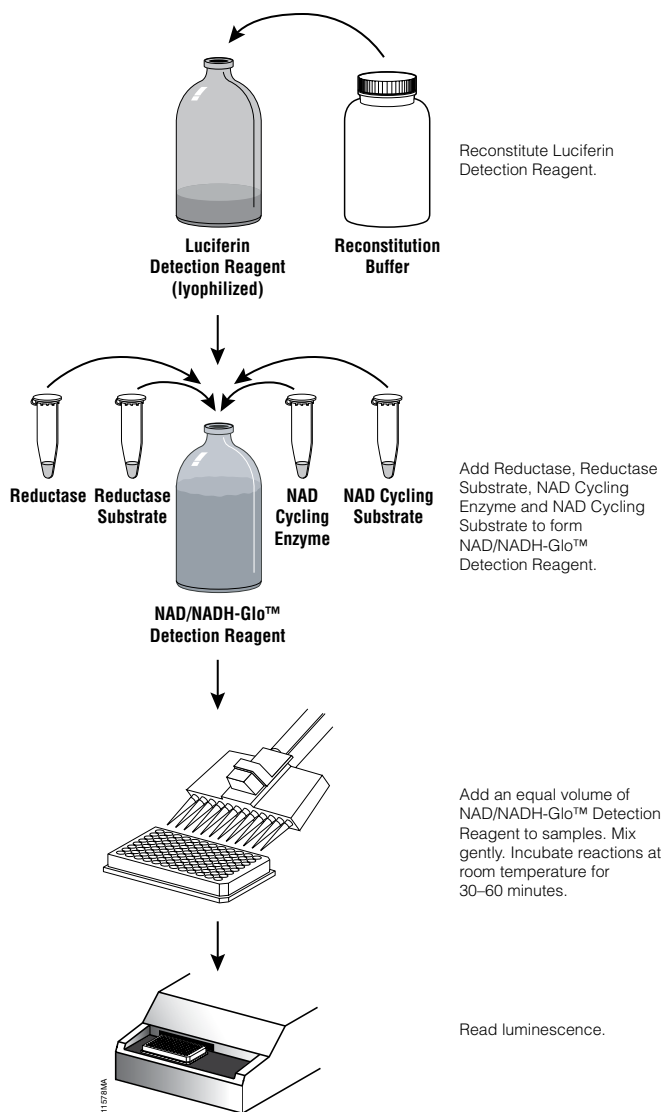 Reconstitute Luciferin
Detection Reagent.
Luciferin
Detection Reagent
(lyophilized)
Reconstitution
Buffer
Reductase
Reductase
Substrate
NAD
Cycling
Enzyme
NAD Cycling
Substrate
Add Reductase, Reductase
Substrate, NAD Cycling
Enzyme and NAD Cycling
Substrate to form
NAD/NADH-Glo™
Detection Reagent.
NAD/NADH-Glo™
Detection Reagent
Add an equal volume of
NAD/NADH-Glo™ Detection
Reagent to samples. Mix
gently. Incubate reactions at
room temperature for
30–60 minutes.
Read luminescence.
11578MA